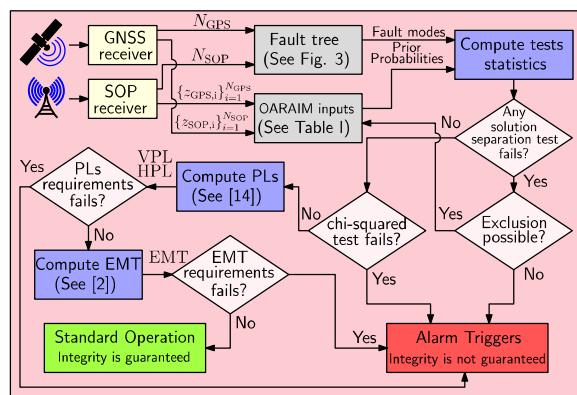 GNSS
receiver
SOP
receiver
N_GPS
N_SOP
{z_GPS,i}_{i=1}^{N_GPS}
{z_SOP,i}_{i=1}^{N_SOP}
Fault tree
(See Fig. 3)
OARAIM inputs
(See Table I)
Fault modes
Prior
Probabilities
Compute tests
statistics
Any
solution
separation test
fails?
No
Yes
Exclusion
possible?
Yes
No
chi-squared
test fails?
No
Yes
Compute PLs
(See [14])
VPL
HPL
PLs
requirements
fails?
Yes
No
Compute EMT
(See [2])
EMT
EMT
requirements
fails?
No
Yes
Standard Operation
Integrity is guaranteed
Alarm Triggers
Integrity is not guaranteed